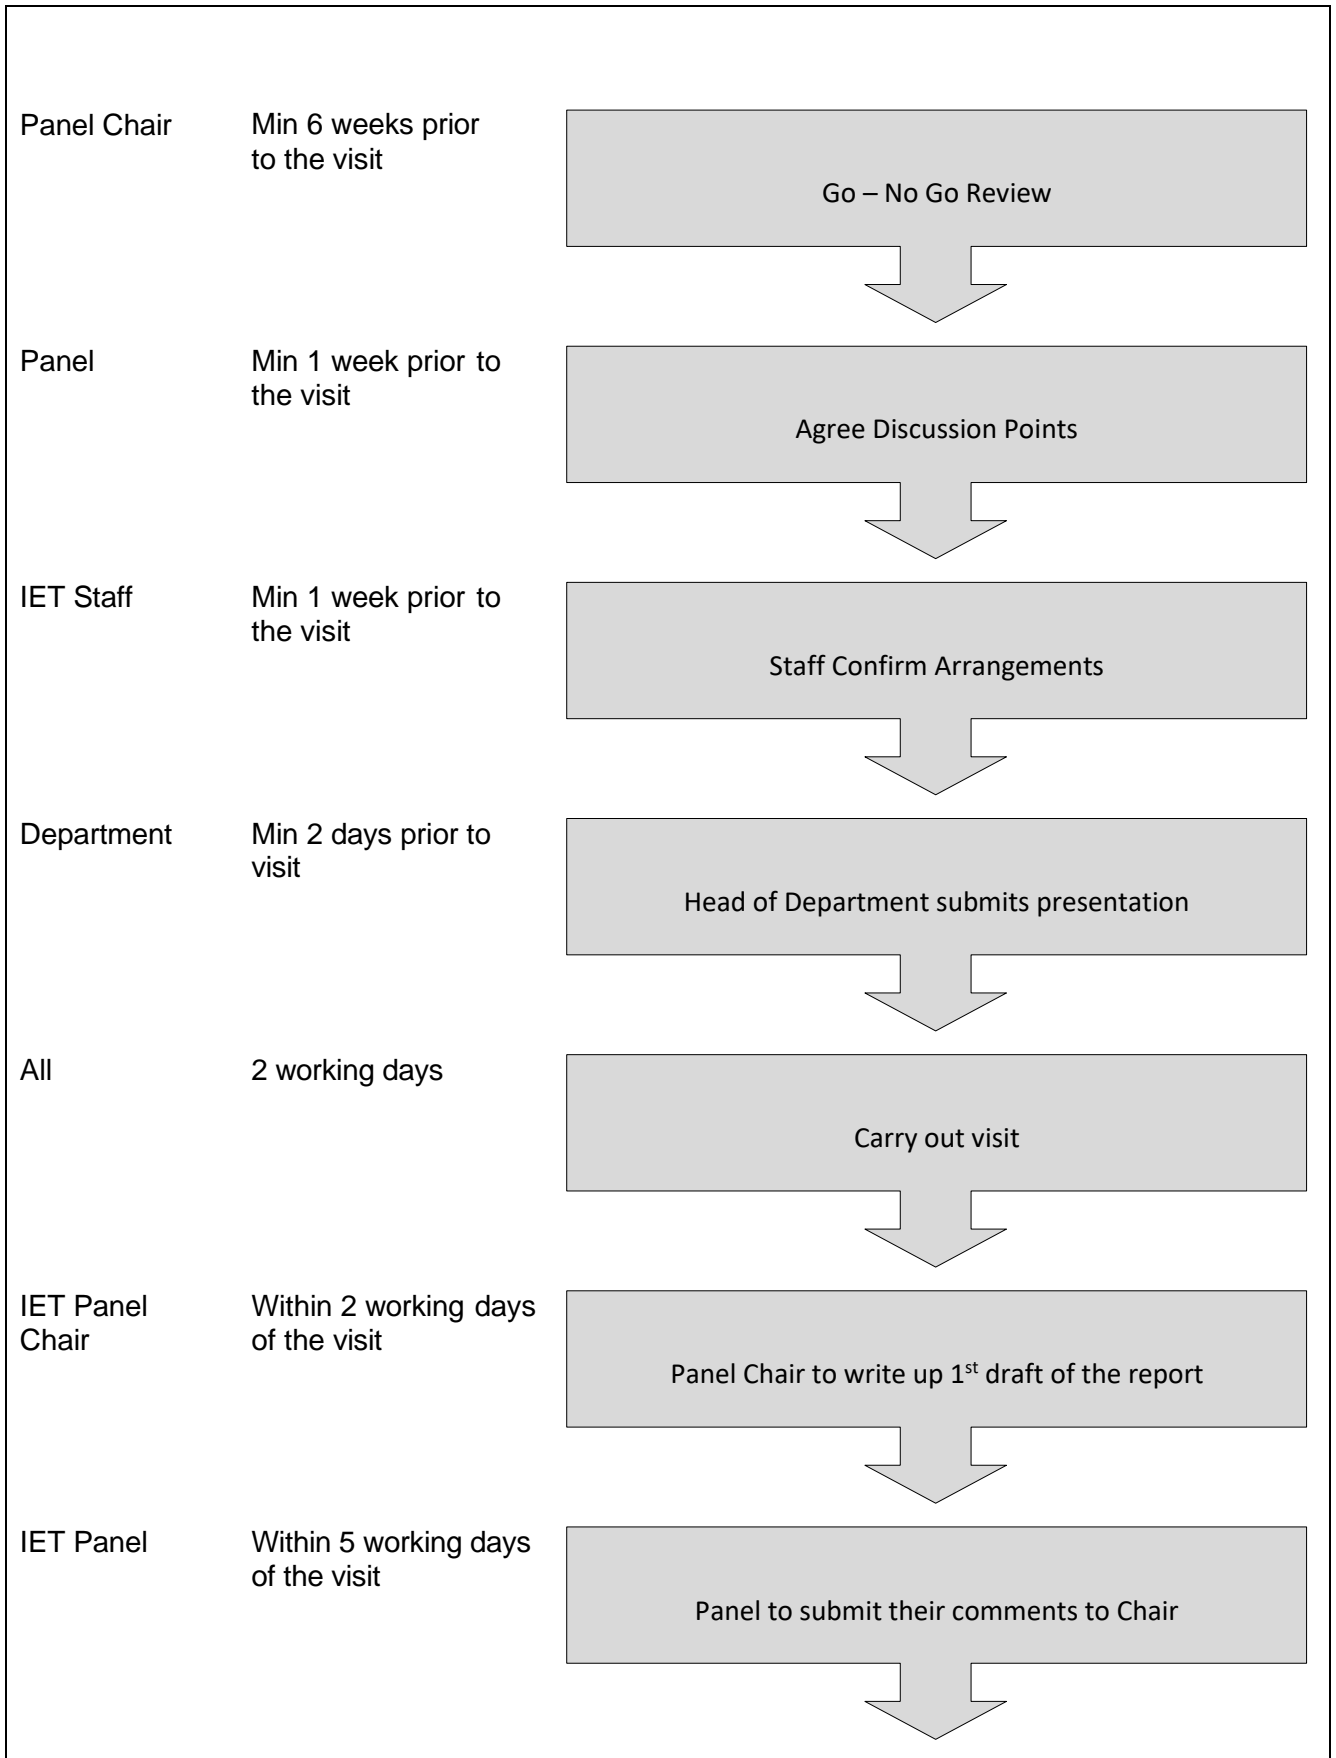 Panel Chair
Min 6 weeks prior
to the visit
Go – No Go Review
Panel
Min 1 week prior to
the visit
Agree Discussion Points
IET Staff
Min 1 week prior to
the visit
Staff Confirm Arrangements
Department
Min 2 days prior to
visit
Head of Department submits presentation
All
2 working days
Carry out visit
IET Panel
Chair
Within 2 working days
of the visit
Panel Chair to write up 1st draft of the report
IET Panel
Within 5 working days
of the visit
Panel to submit their comments to Chair